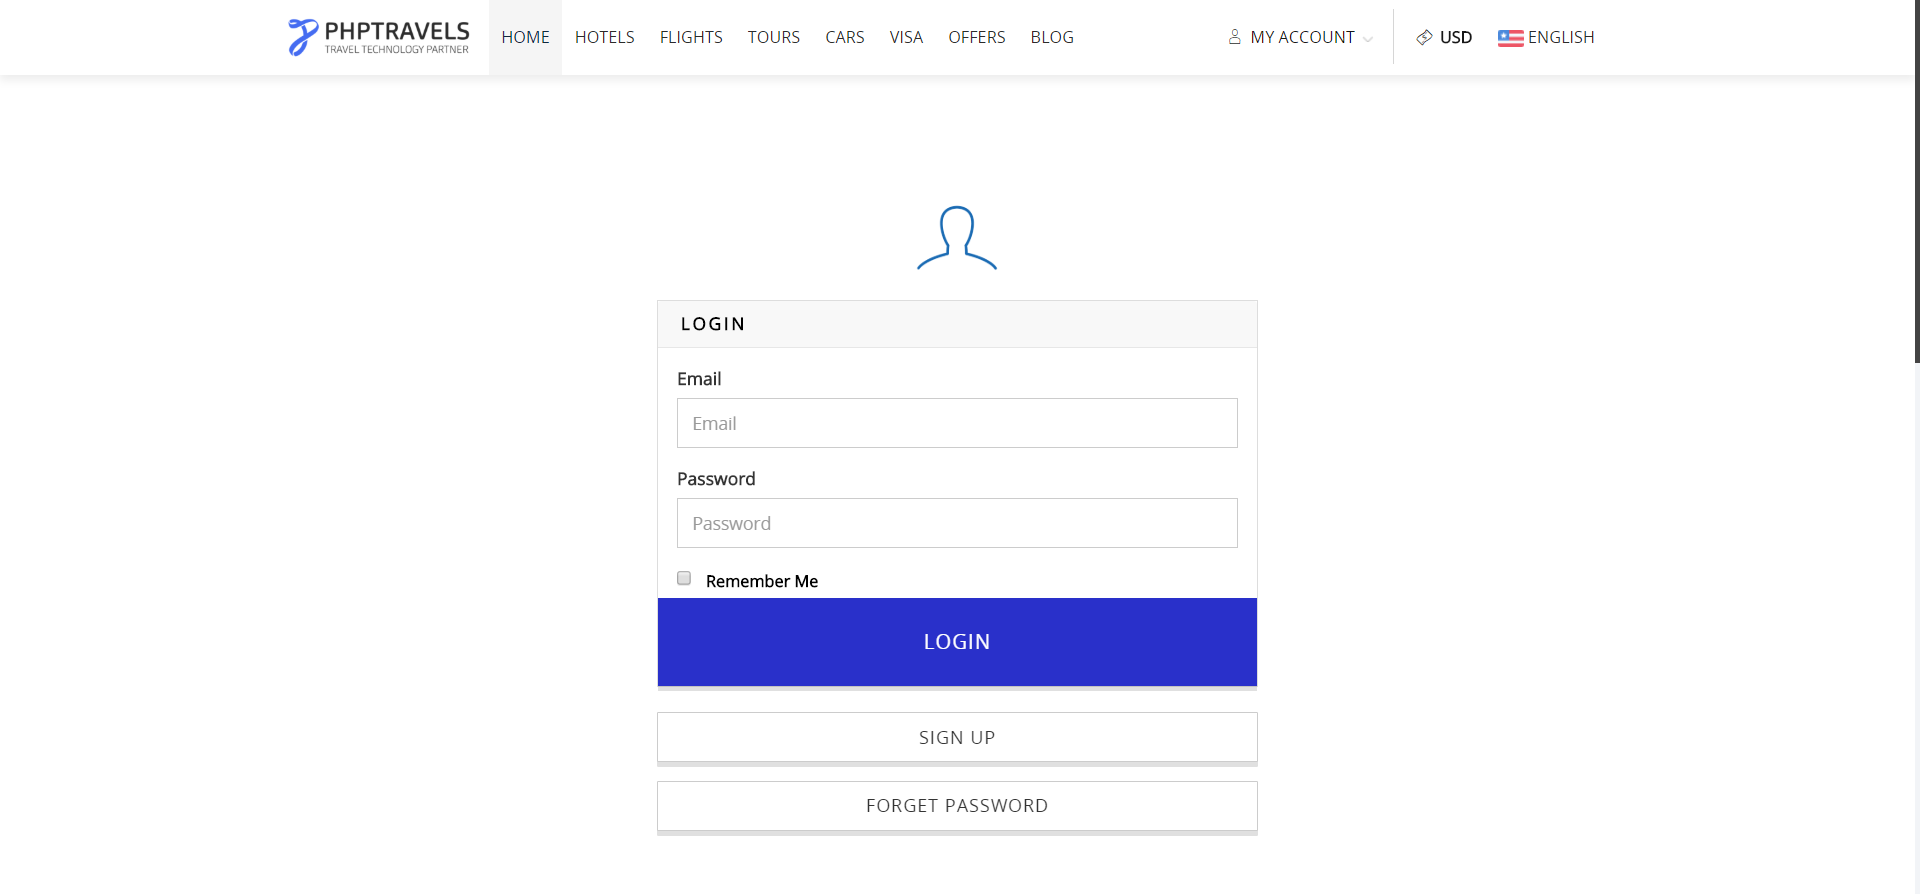 PHPTRAVELS
TRAVEL TECHNOLOGY PARTNER
HOME HOTELS FLIGHTS TOURS CARS VISA OFFERS BLOG MY ACCOUNT USD ENGLISH
LOGIN
Email
Email
Password
Password
Remember Me
LOGIN
SIGN UP
FORGET PASSWORD